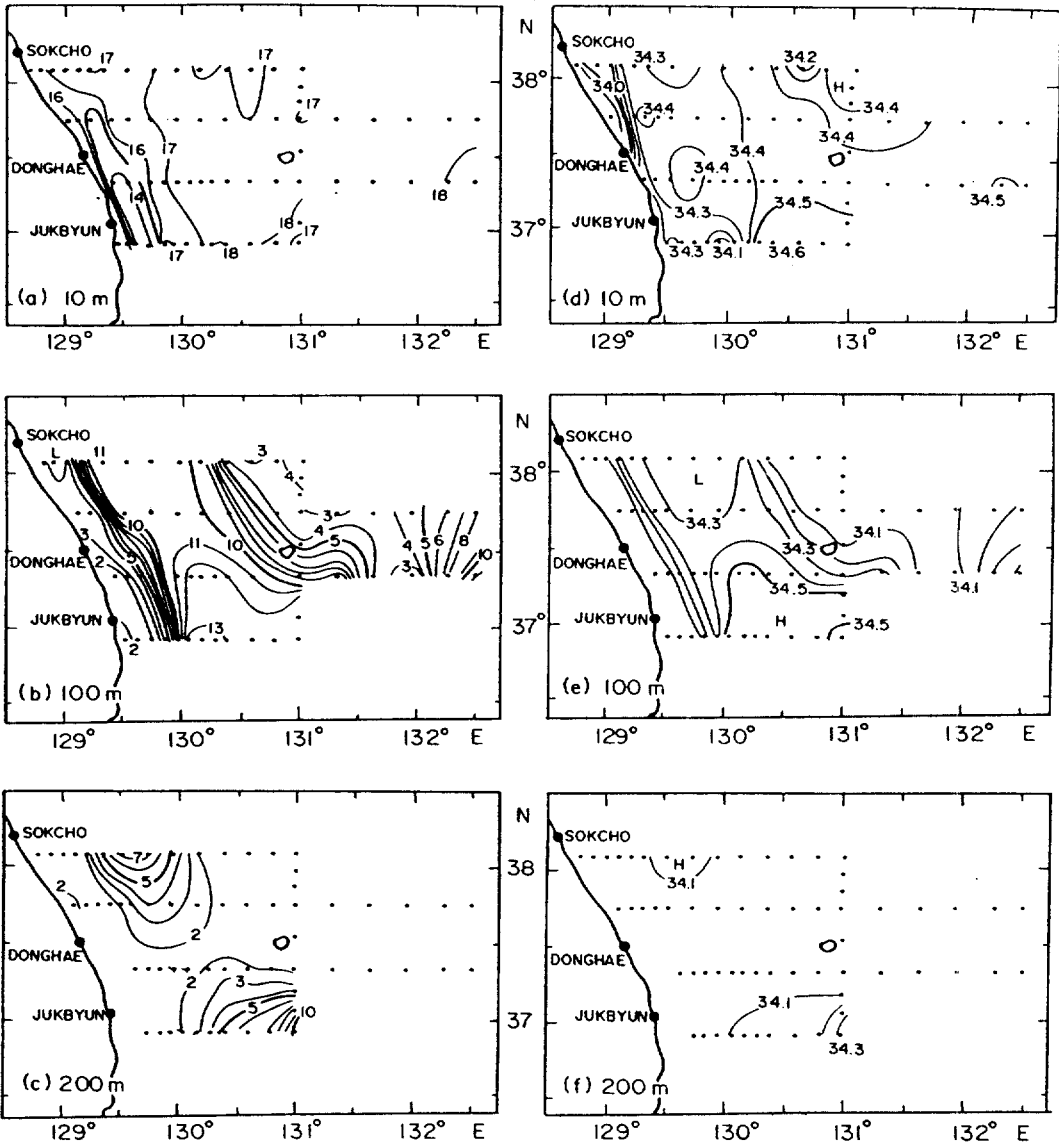 17
SOKCHO
16
17
16
17
DONGHAE
14
18
JUKBYUN
18
17
17
18
(a) 10 m
129° 130° 131° 132° E
N
38°
37°
SOKCHO
34.3
34.2
H
34.0
34.4
34.4
34.4
DONGHAE
34.4
34.4
34.3
34.5
34.5
JUKBYUN
34.3
34.1
34.6
(d) 10 m
129° 130° 131° 132° E
SOKCHO
L
11
3
4
10
3
3
4
5
4
5
6
8
DONGHAE
2
5
11
10
3
10
JUKBYUN
13
2
(b) 100 m
129° 130° 131° 132° E
N
38°
37°
SOKCHO
L
34.3
34.1
34.3
DONGHAE
34.5
34.1
JUKBYUN
H
34.5
(e) 100 m
129° 130° 131° 132° E
SOKCHO
7
5
2
2
DONGHAE
2
3
5
10
JUKBYUN
(c) 200 m
129° 130° 131° 132° E
N
38
37
SOKCHO
H
34.1
DONGHAE
34.1
JUKBYUN
34.3
(f) 200 m
129° 130° 131° 132° E